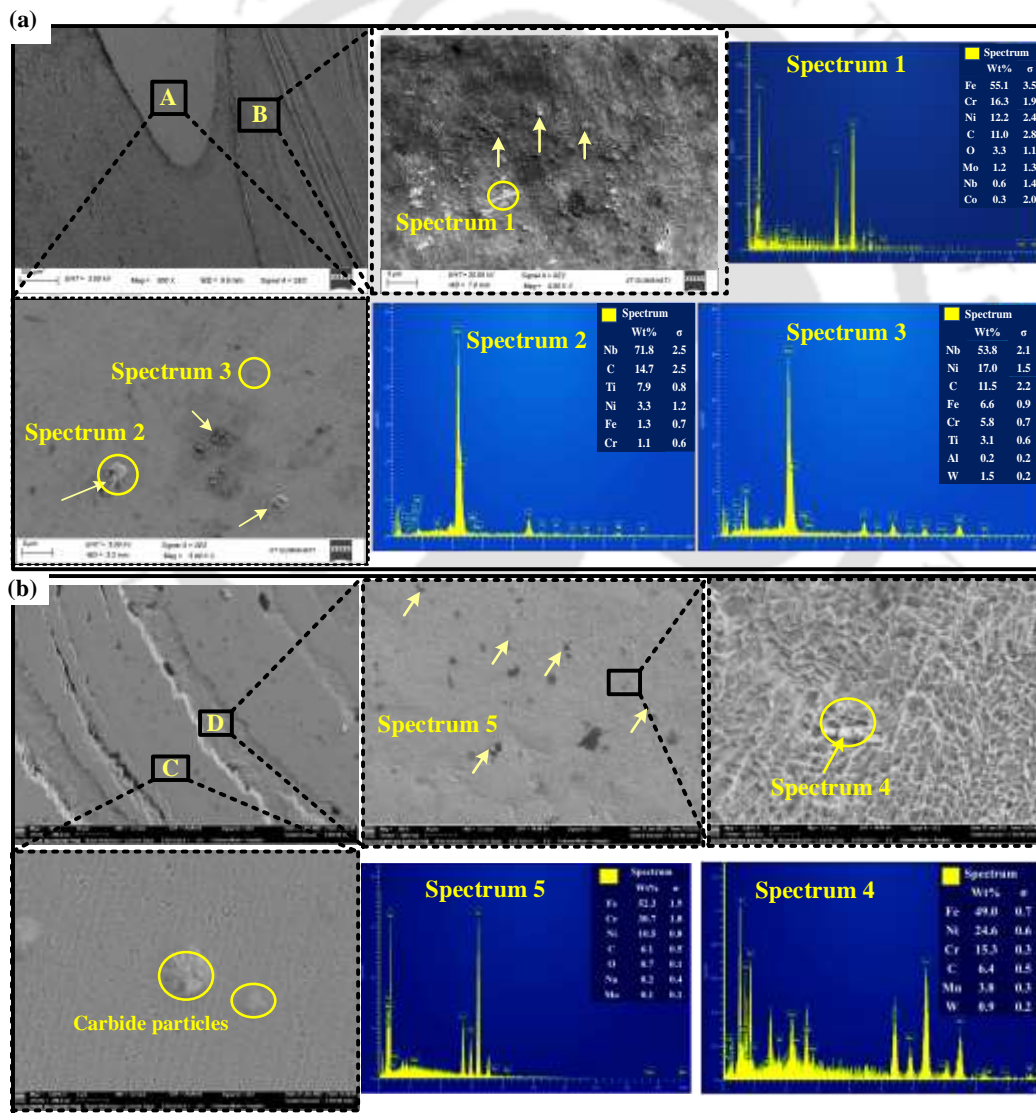 (a)
A
B
Spectrum 1
Spectrum 1
Spectrum
Wt% σ
Fe 55.1 3.5
Cr 16.3 1.9
Ni 12.2 2.4
C 11.0 2.8
O 3.3 1.1
Mo 1.2 1.3
Nb 0.6 1.4
Co 0.3 2.0
Spectrum 3
Spectrum 2
Spectrum 2
Spectrum
Wt% σ
Nb 71.8 2.5
C 14.7 2.5
Ti 7.9 0.8
Ni 3.3 1.2
Fe 1.3 0.7
Cr 1.1 0.6
Spectrum 3
Spectrum
Wt% σ
Nb 53.8 2.1
Ni 17.0 1.5
C 11.5 2.2
Fe 6.6 0.9
Cr 5.8 0.7
Ti 3.1 0.6
Al 0.2 0.2
W 1.5 0.2
(b)
D
C
Spectrum 5
Spectrum 4
Carbide particles
Spectrum 5
Spectrum
Wt% σ
Cr
Ni
C
O
Spectrum 4
Spectrum
Wt% σ
Fe 49.0 0.7
Ni 24.6 0.6
Cr 15.3 0.3
C 6.4 0.5
Mn 3.8 0.3
W 0.9 0.2